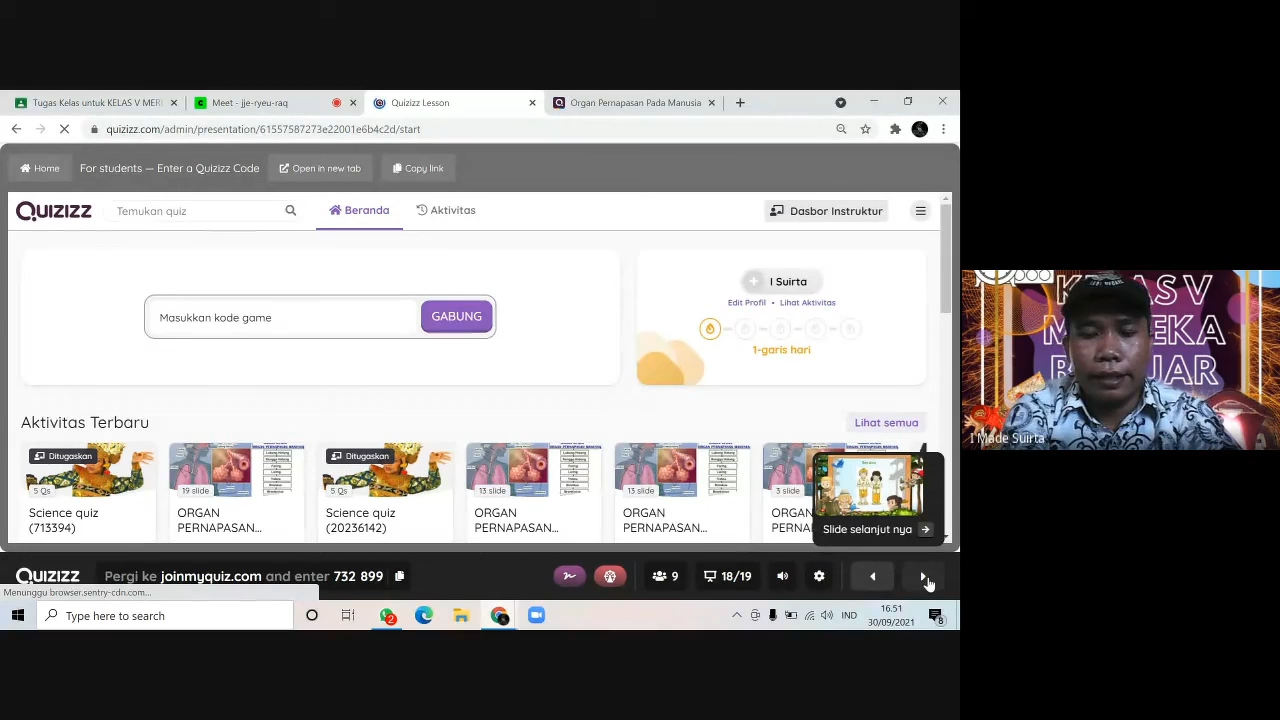 Tugas Kelas untuk KELAS V MER
Meet - jje-ryeu-raq
Quizizz Lesson
Organ Pernapasan Pada Manusia
quizizz.com/admin/presentation/61557587273e22001e6b4c2d/start
Home
For students — Enter a Quizizz Code
Open in new tab
Copy link
QUIZIZZ
Temukan quiz
Beranda
Aktivitas
Dasbor Instruktur
Masukkan kode game
GABUNG
I Suirta
Edit Profil • Lihat Aktivitas
1-garis hari
Aktivitas Terbaru
Lihat semua
Ditugaskan
5 Qs
Science quiz
(713394)
19 slide
ORGAN
PERNAPASAN...
Ditugaskan
5 Qs
Science quiz
(20236142)
13 slide
ORGAN
PERNAPASAN...
13 slide
ORGAN
PERNAPASAN...
3 slide
Slide selanjut nya
QUIZIZZ
Pergi ke joinmyquiz.com and enter 732 899
9
18/19
Menunggu browser.sentry-cdn.com...
Type here to search
2
IND
16.51
30/09/2021
8
KELAS V
I Made Suirta